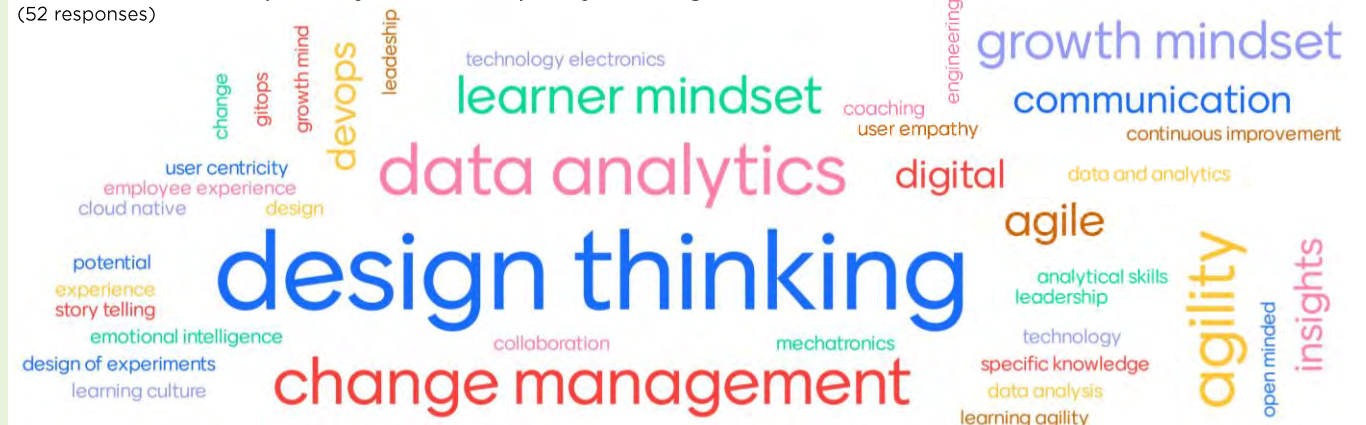 (52 responses)
change
gitops
growth mind
devops
leadeship
technology electronics
learner mindset
coaching
user empathy
engineering
growth mindset
communication
continuous improvement
user centricity
employee experience
cloud native
design
data analytics
digital
data and analytics
agile
potential
experience
story telling
design thinking
analytical skills
leadership
agility
open minded
insights
emotional intelligence
design of experiments
learning culture
collaboration
mechatronics
change management
technology
specific knowledge
data analysis
learning agility